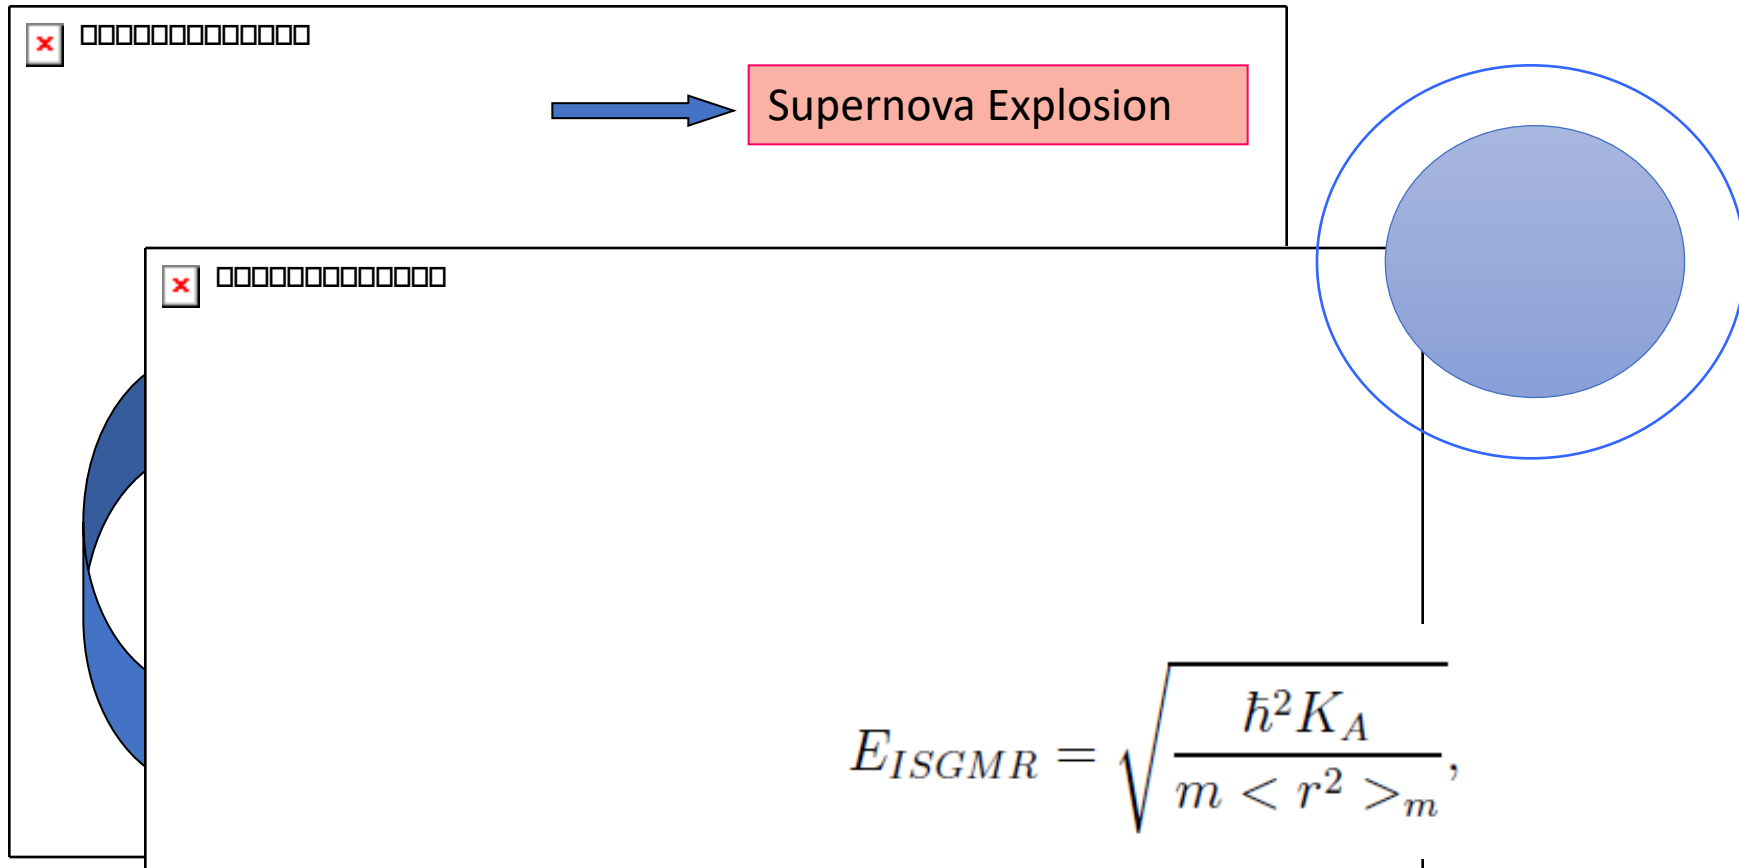 Supernova Explosion
E_{ISGMR} = \sqrt{\frac{\hbar^2 K_A}{m < r^2 >_m}},